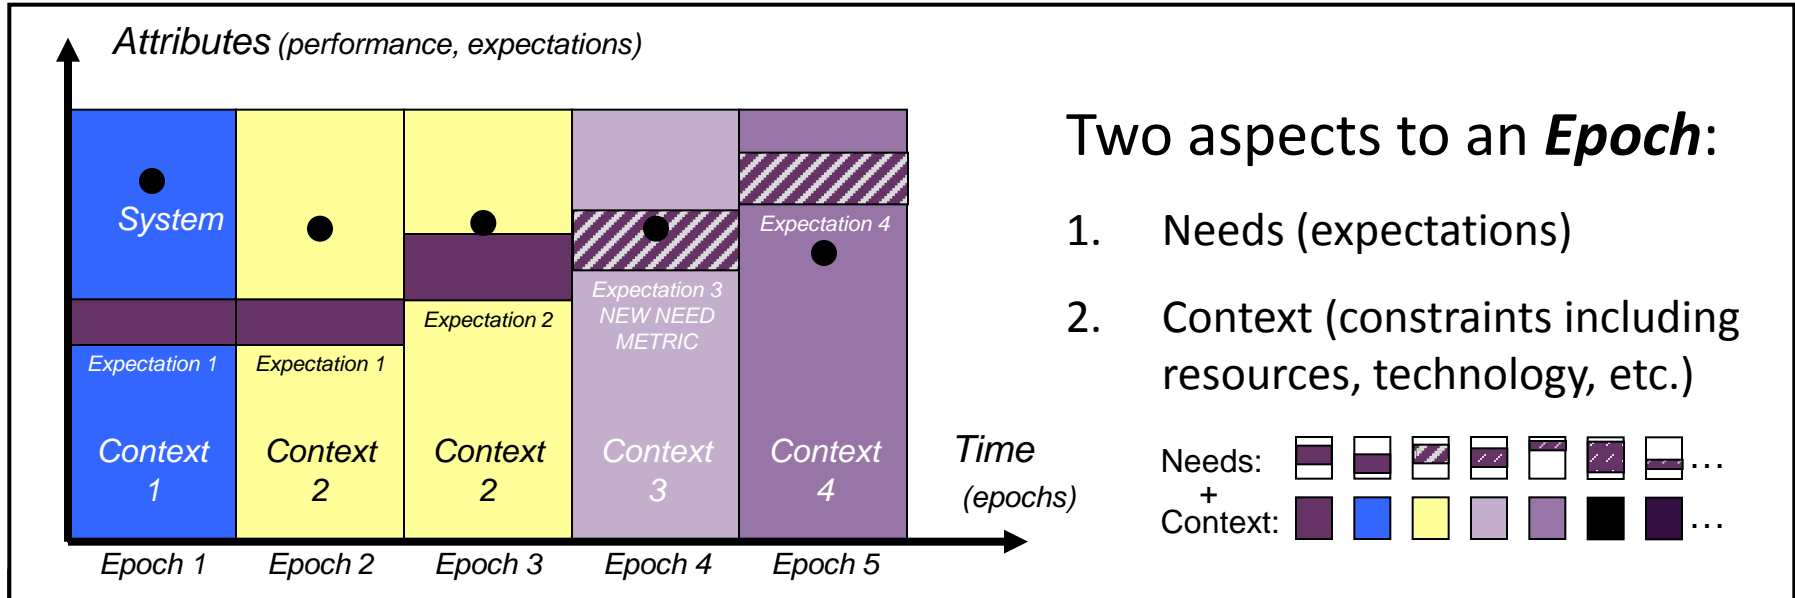 Attributes (performance, expectations)
System
Expectation 1
Context
1
Expectation 1
Context
2
Expectation 2
Context
2
Expectation 3
NEW NEED
METRIC
Context
3
Expectation 4
Context
4
Time
(epochs)
Epoch 1
Epoch 2
Epoch 3
Epoch 4
Epoch 5
Two aspects to an Epoch:
1. Needs (expectations)
2. Context (constraints including
resources, technology, etc.)
Needs: ...
+
Context: ...